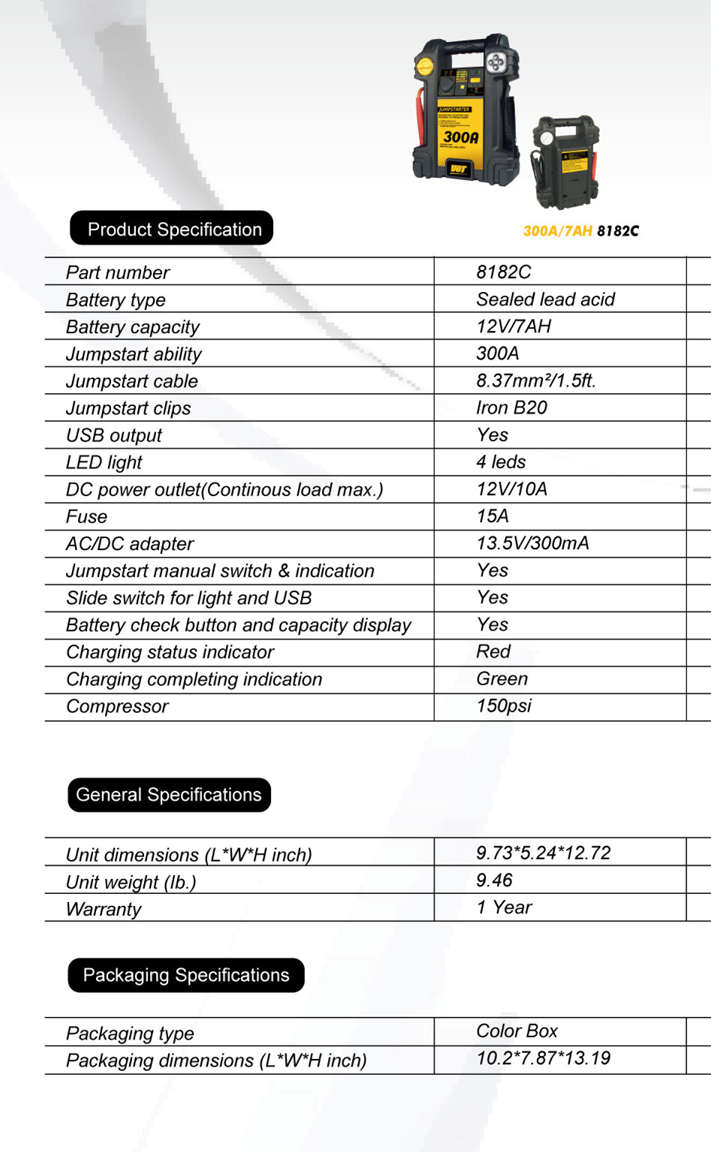 JUMPSTARTER
300A
Product Specification
300A/7AH 8182C
Part number 8182C
Battery type Sealed lead acid
Battery capacity 12V/7AH
Jumpstart ability 300A
Jumpstart cable 8.37mm²/1.5ft.
Jumpstart clips Iron B20
USB output Yes
LED light 4 leds
DC power outlet(Continous load max.) 12V/10A
Fuse 15A
AC/DC adapter 13.5V/300mA
Jumpstart manual switch & indication Yes
Slide switch for light and USB Yes
Battery check button and capacity display Yes
Charging status indicator Red
Charging completing indication Green
Compressor 150psi
General Specifications
Unit dimensions (L*W*H inch) 9.73*5.24*12.72
Unit weight (lb.) 9.46
Warranty 1 Year
Packaging Specifications
Packaging type Color Box
Packaging dimensions (L*W*H inch) 10.2*7.87*13.19